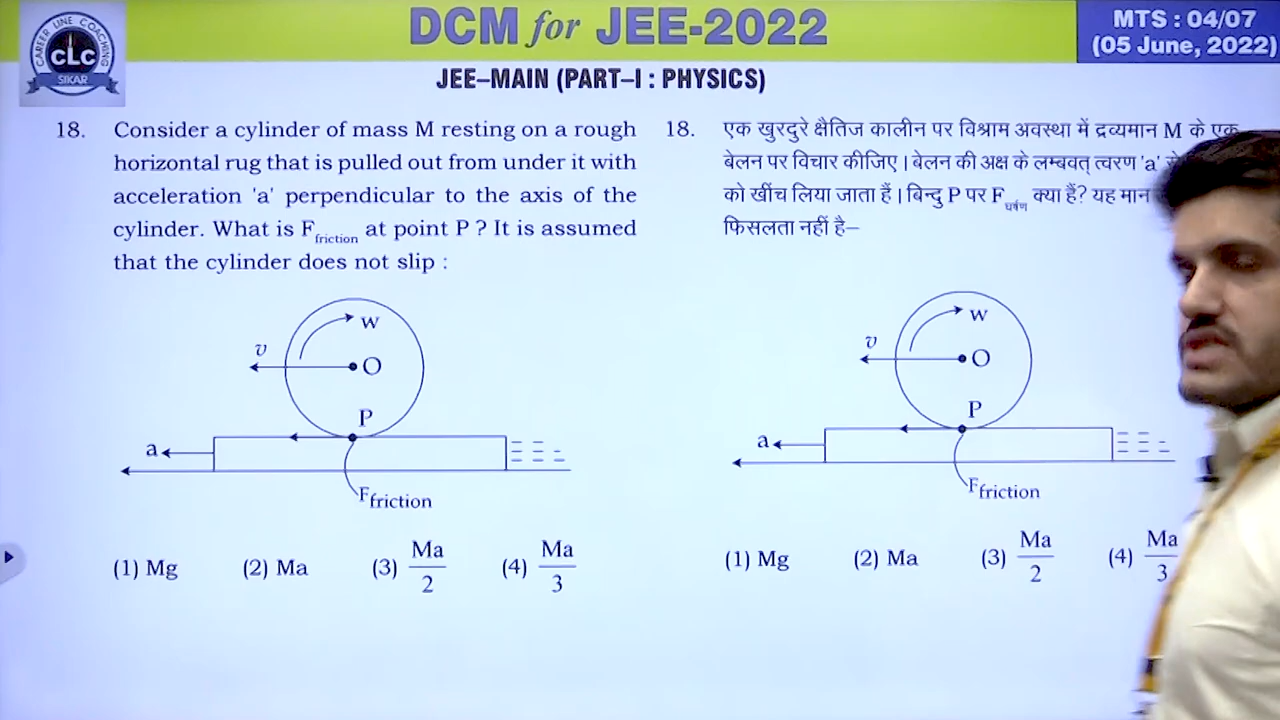 DCM for JEE-2022
MTS : 04/07
(05 June, 2022)
CAREER LINE COACHING
CLC
SIKAR
JEE–MAIN (PART–I : PHYSICS)
18. Consider a cylinder of mass M resting on a rough
horizontal rug that is pulled out from under it with
acceleration 'a' perpendicular to the axis of the
cylinder. What is Ffriction at point P ? It is assumed
that the cylinder does not slip :
w
v
O
P
a
Ffriction
(1) Mg (2) Ma (3) Ma/2 (4) Ma/3
18. एक खुरदुरे क्षैतिज कालीन पर विश्राम अवस्था में द्रव्यमान M के एक
बेलन पर विचार कीजिए। बेलन की अक्ष के लम्बवत् त्वरण 'a' से
को खींच लिया जाता हैं। बिन्दु P पर Fघर्षण क्या हैं? यह मान
फिसलता नहीं है–
w
v
O
P
a
Ffriction
(1) Mg (2) Ma (3) Ma/2 (4) Ma/3